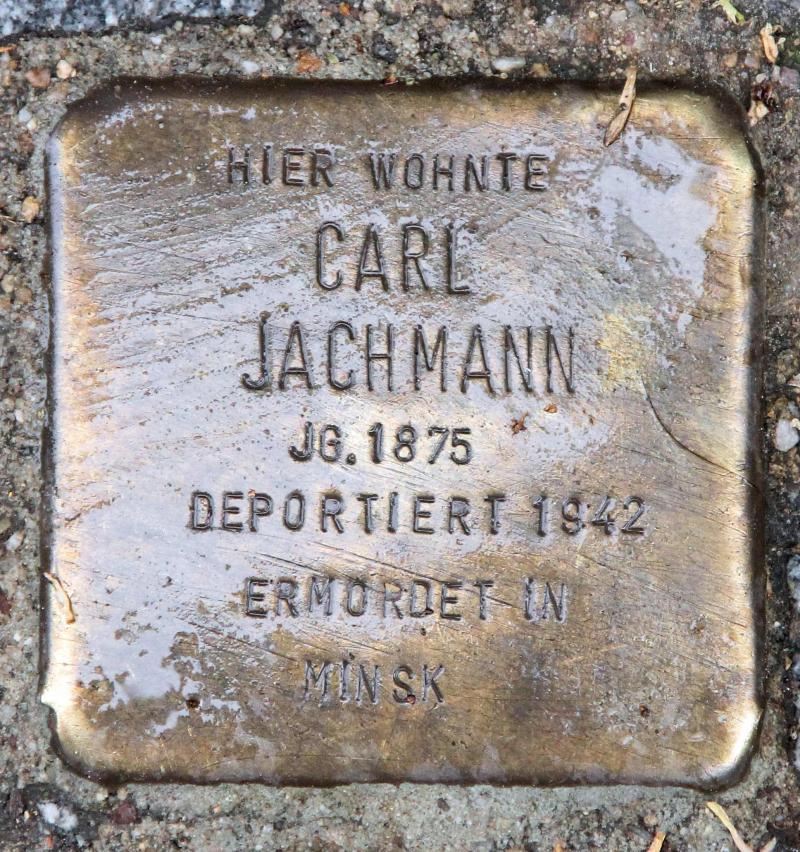 HIER WOHNTE
CARL
JACHMANN
JG. 1875
DEPORTIERT 1942
ERMORDET IN
MINSK